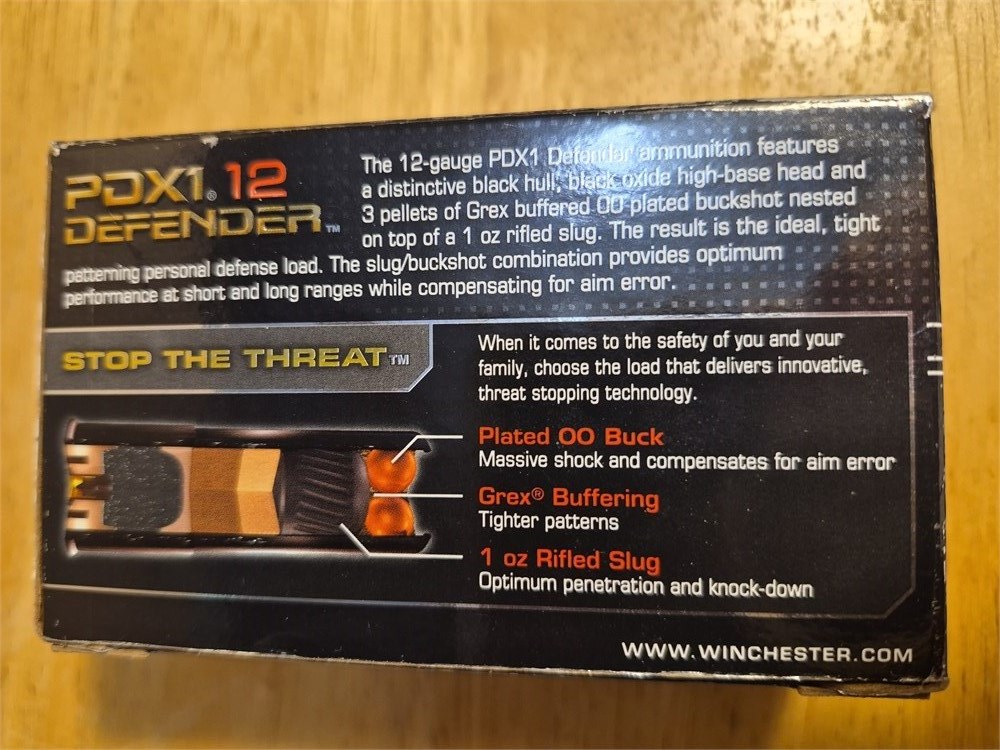 PDX1® 12
DEFENDER™
The 12-gauge PDX1 Defender ammunition features
a distinctive black hull, black oxide high-base head and
3 pellets of Grex buffered 00 plated buckshot nested
on top of a 1 oz rifled slug. The result is the ideal, tight
patterning personal defense load. The slug/buckshot combination provides optimum
performance at short and long ranges while compensating for aim error.
STOP THE THREAT™
When it comes to the safety of you and your
family, choose the load that delivers innovative,
threat stopping technology.
Plated 00 Buck
Massive shock and compensates for aim error
Grex® Buffering
Tighter patterns
1 oz Rifled Slug
Optimum penetration and knock-down
WWW.WINCHESTER.COM